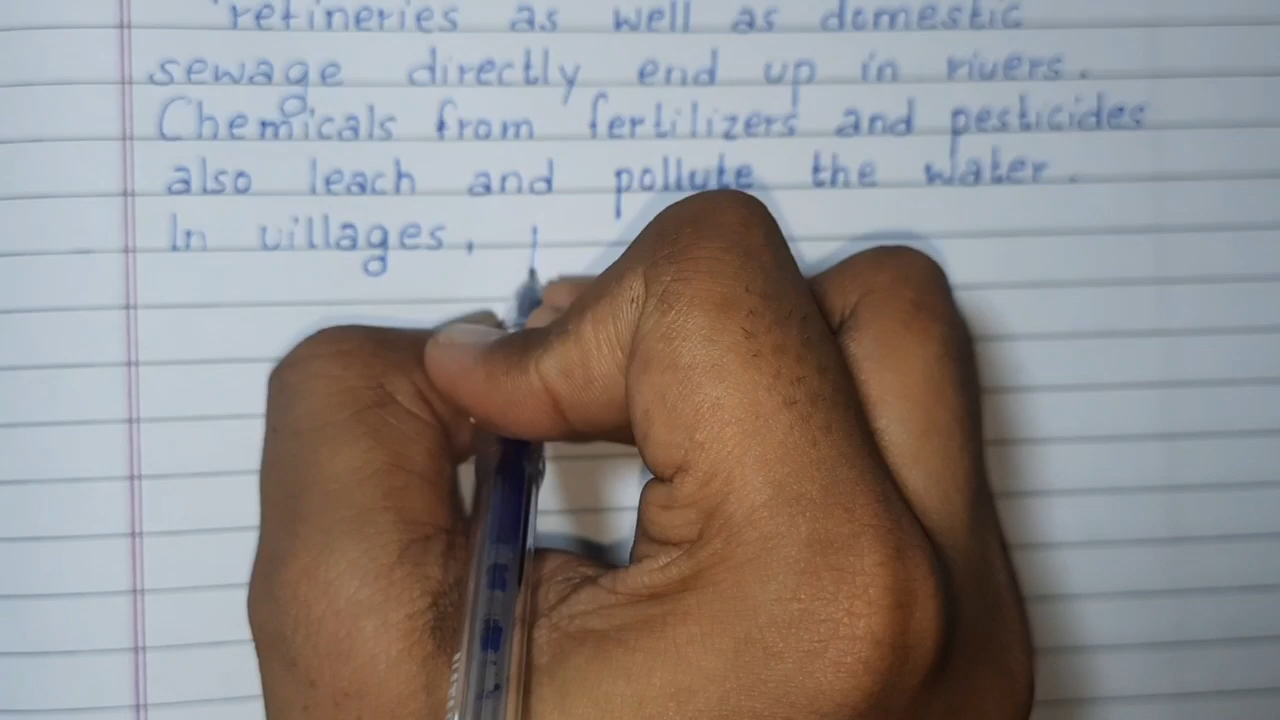 refineries as well as domestic
sewage directly end up in rivers.
Chemicals from fertilizers and pesticides
also leach and pollute the water.
In villages,